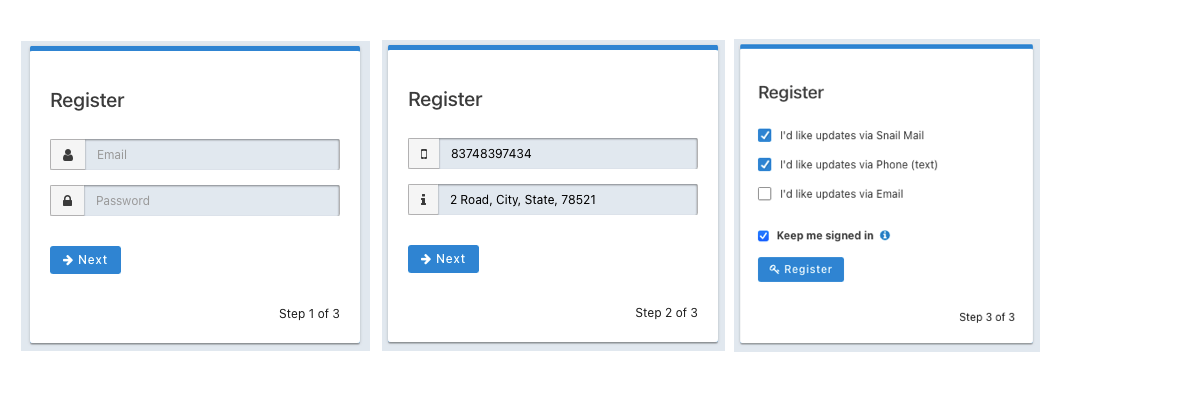 Register
Email
Password
Next
Step 1 of 3
Register
83748397434
2 Road, City, State, 78521
Next
Step 2 of 3
Register
I'd like updates via Snail Mail
I'd like updates via Phone (text)
I'd like updates via Email
Keep me signed in
Register
Step 3 of 3